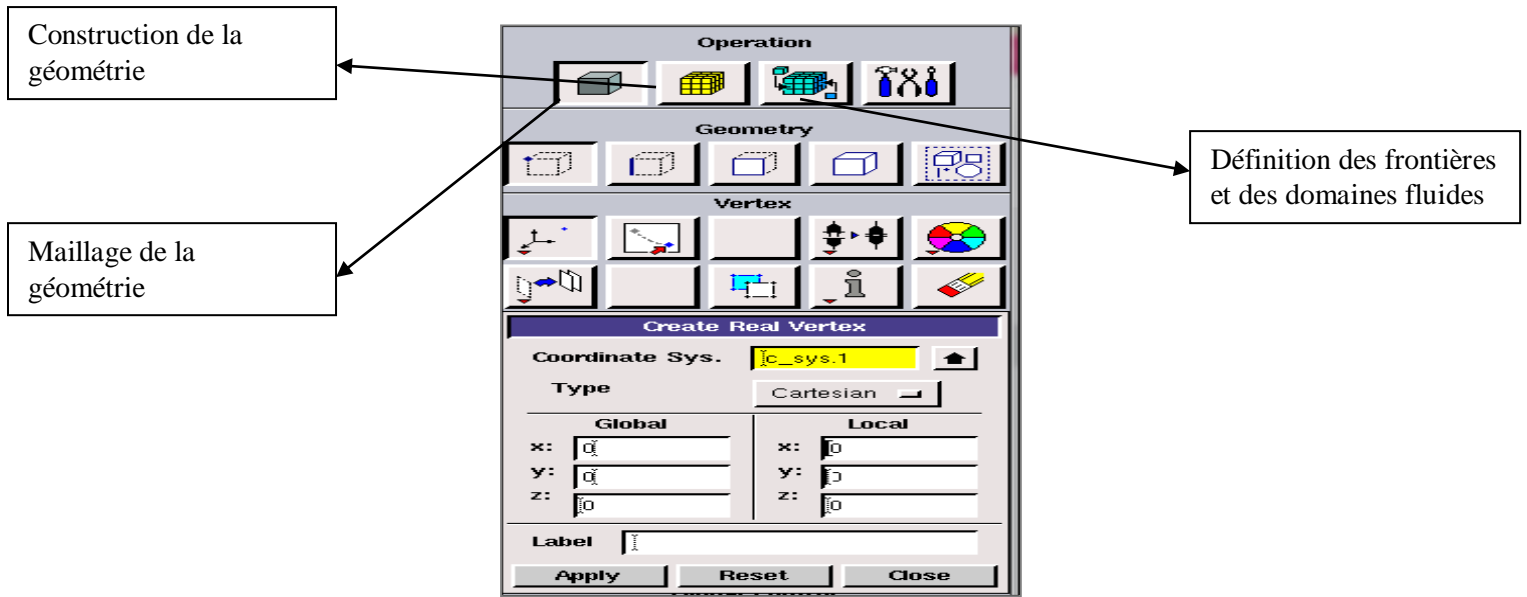 Construction de la
géométrie
Maillage de la
géométrie
Operation
Geometry
Vertex
Create Real Vertex
Coordinate Sys. c_sys.1
Type Cartesian
Global Local
x: 0 x: 0
y: 0 y: 0
z: 0 z: 0
Label
Apply Reset Close
Définition des frontières
et des domaines fluides